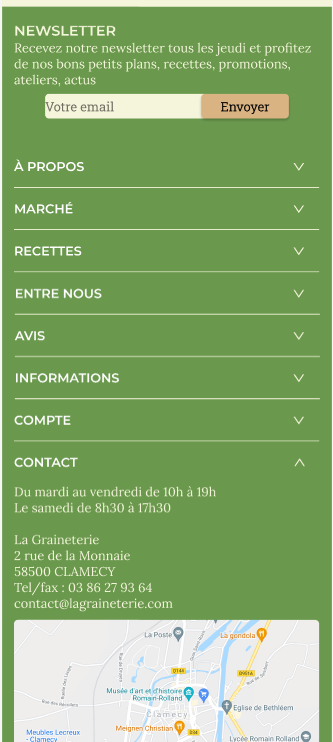 NEWSLETTER
Recevez notre newsletter tous les jeudi et profitez
de nos bons petits plans, recettes, promotions,
ateliers, actus
Votre email
Envoyer
À PROPOS
MARCHÉ
RECETTES
ENTRE NOUS
AVIS
INFORMATIONS
COMPTE
CONTACT
Du mardi au vendredi de 10h à 19h
Le samedi de 8h30 à 17h30
La Graineterie
2 rue de la Monnaie
58500 CLAMECY
Tel/fax : 03 86 27 93 64
contact@lagraineterie.com
La Poste
La gondola
D144
D951A
Musée d'art et d'histoire
Romain-Rolland
Clamecy
Église de Bethléem
Meignen Christian
D34
Meubles Lecreux
- Clamecy
Lycée Romain Rolland